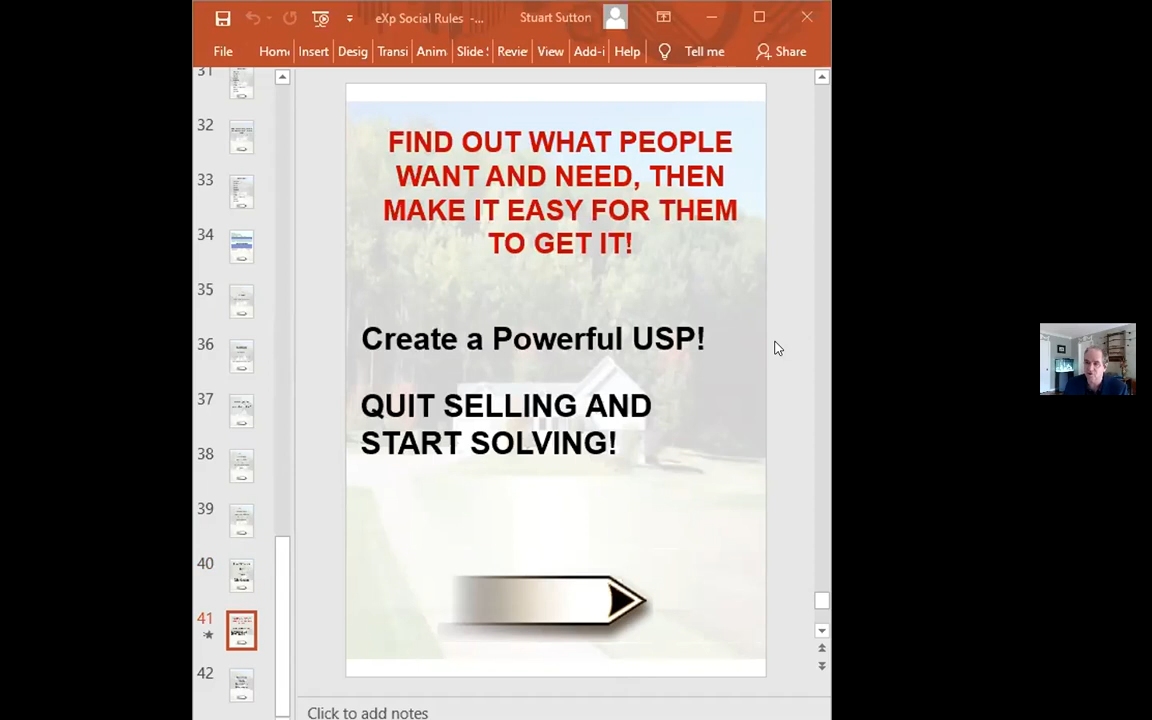 eXp Social Rules -...
Stuart Sutton
File Home Insert Desig Transi Anim Slide Revie View Add-i Help Tell me Share
31
32
33
34
35
36
37
38
39
40
41
42
FIND OUT WHAT PEOPLE
WANT AND NEED, THEN
MAKE IT EASY FOR THEM
TO GET IT!
Create a Powerful USP!
QUIT SELLING AND
START SOLVING!
Click to add notes